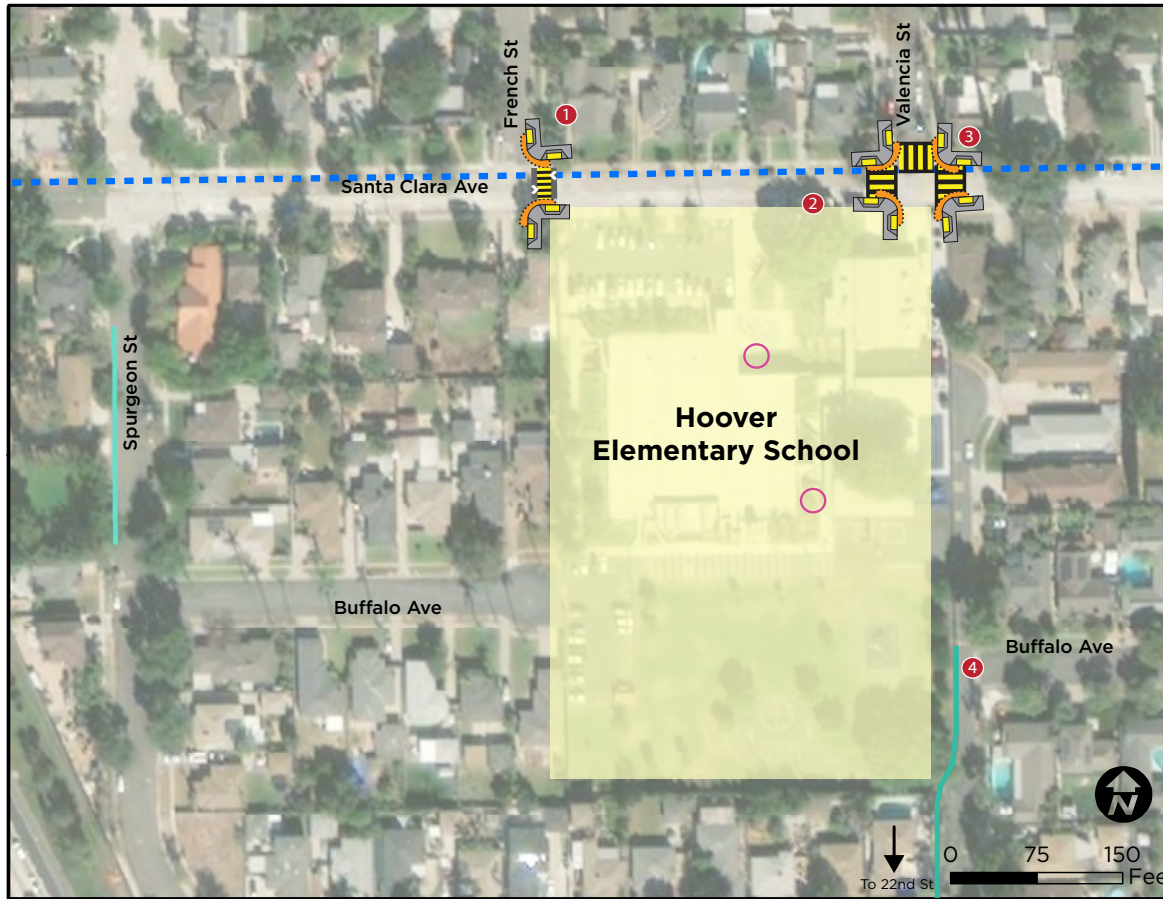 French St
1
Valencia St
3
Santa Clara Ave
2
Spurgeon St
Hoover
Elementary School
Buffalo Ave
Buffalo Ave
4
N
0 75 150
Feet
To 22nd St